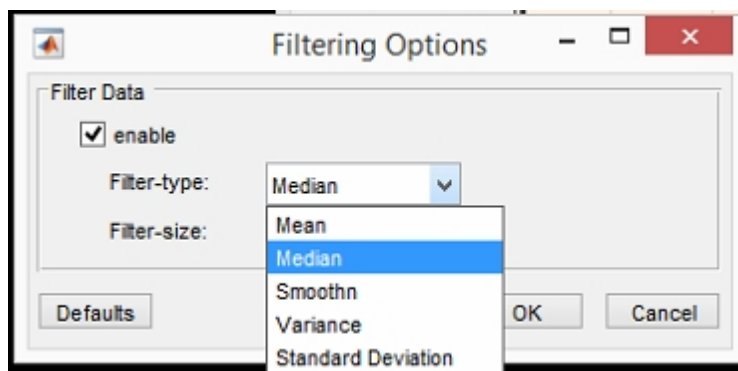 Filtering Options
Filter Data
enable
Filter-type: Median
Filter-size:
Mean
Median
Smoothn
Variance
Standard Deviation
Defaults OK Cancel